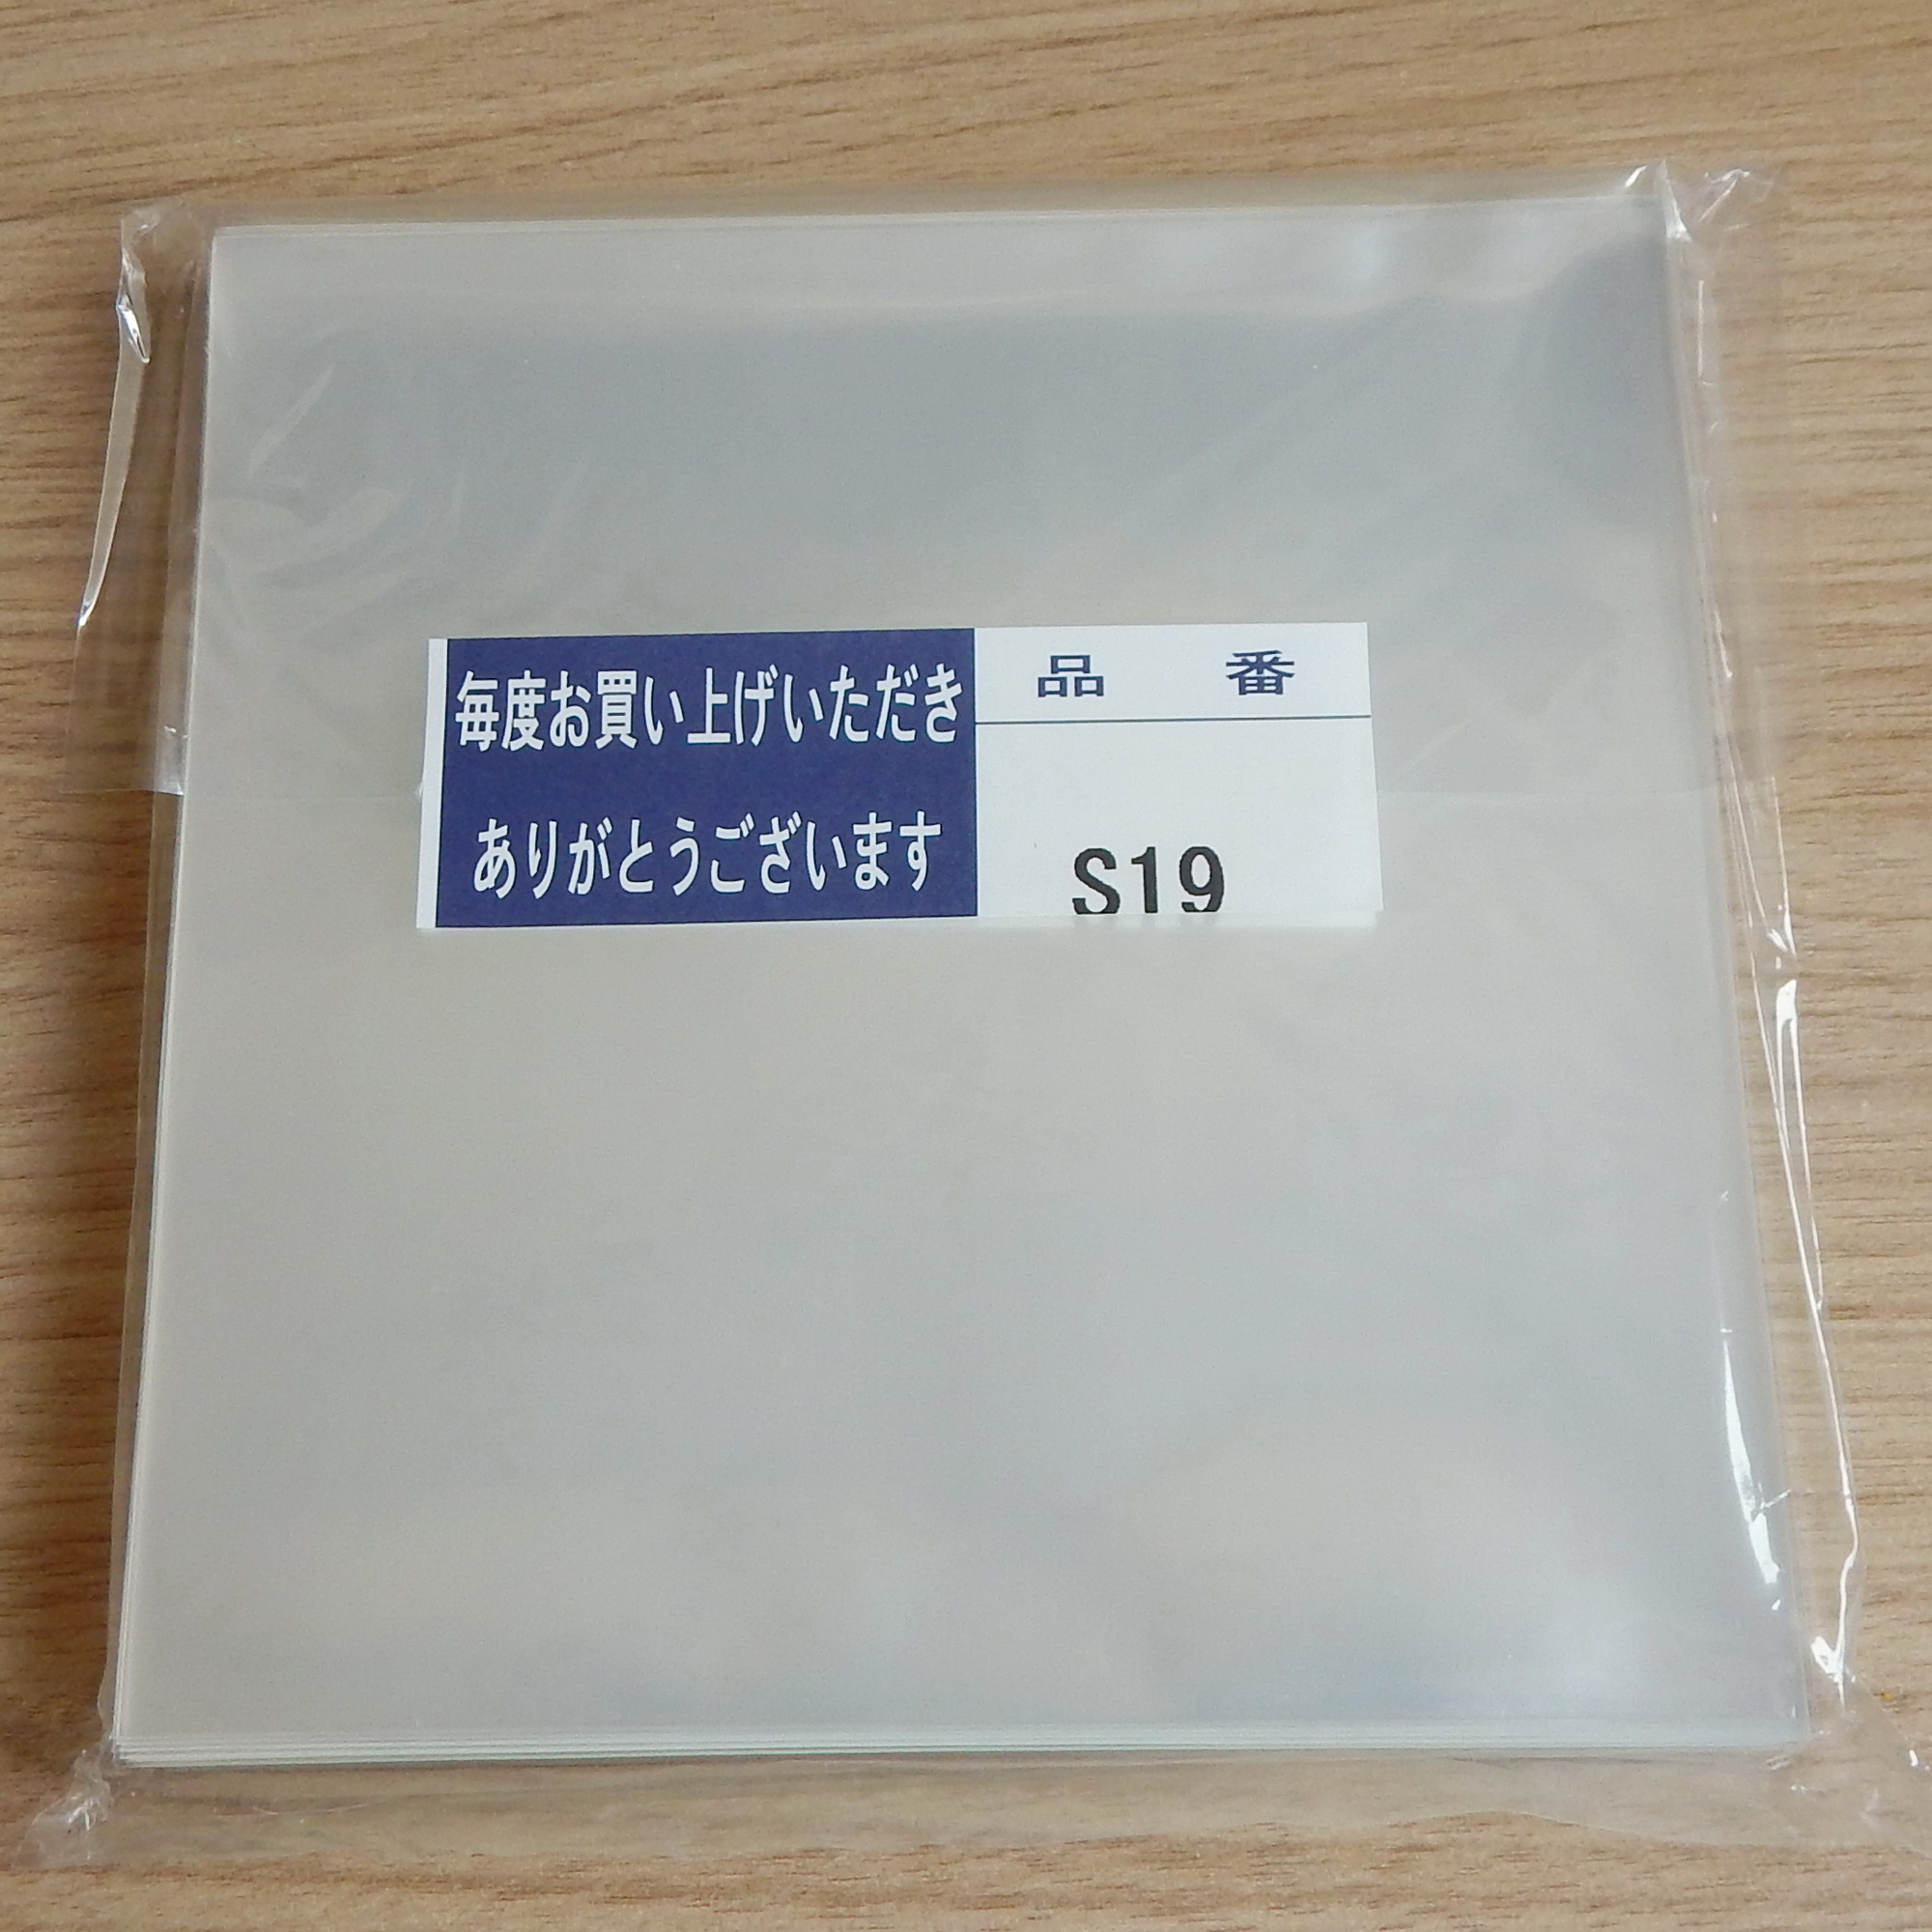 毎度お買い上げいただき
ありがとうございます
品 番
S19